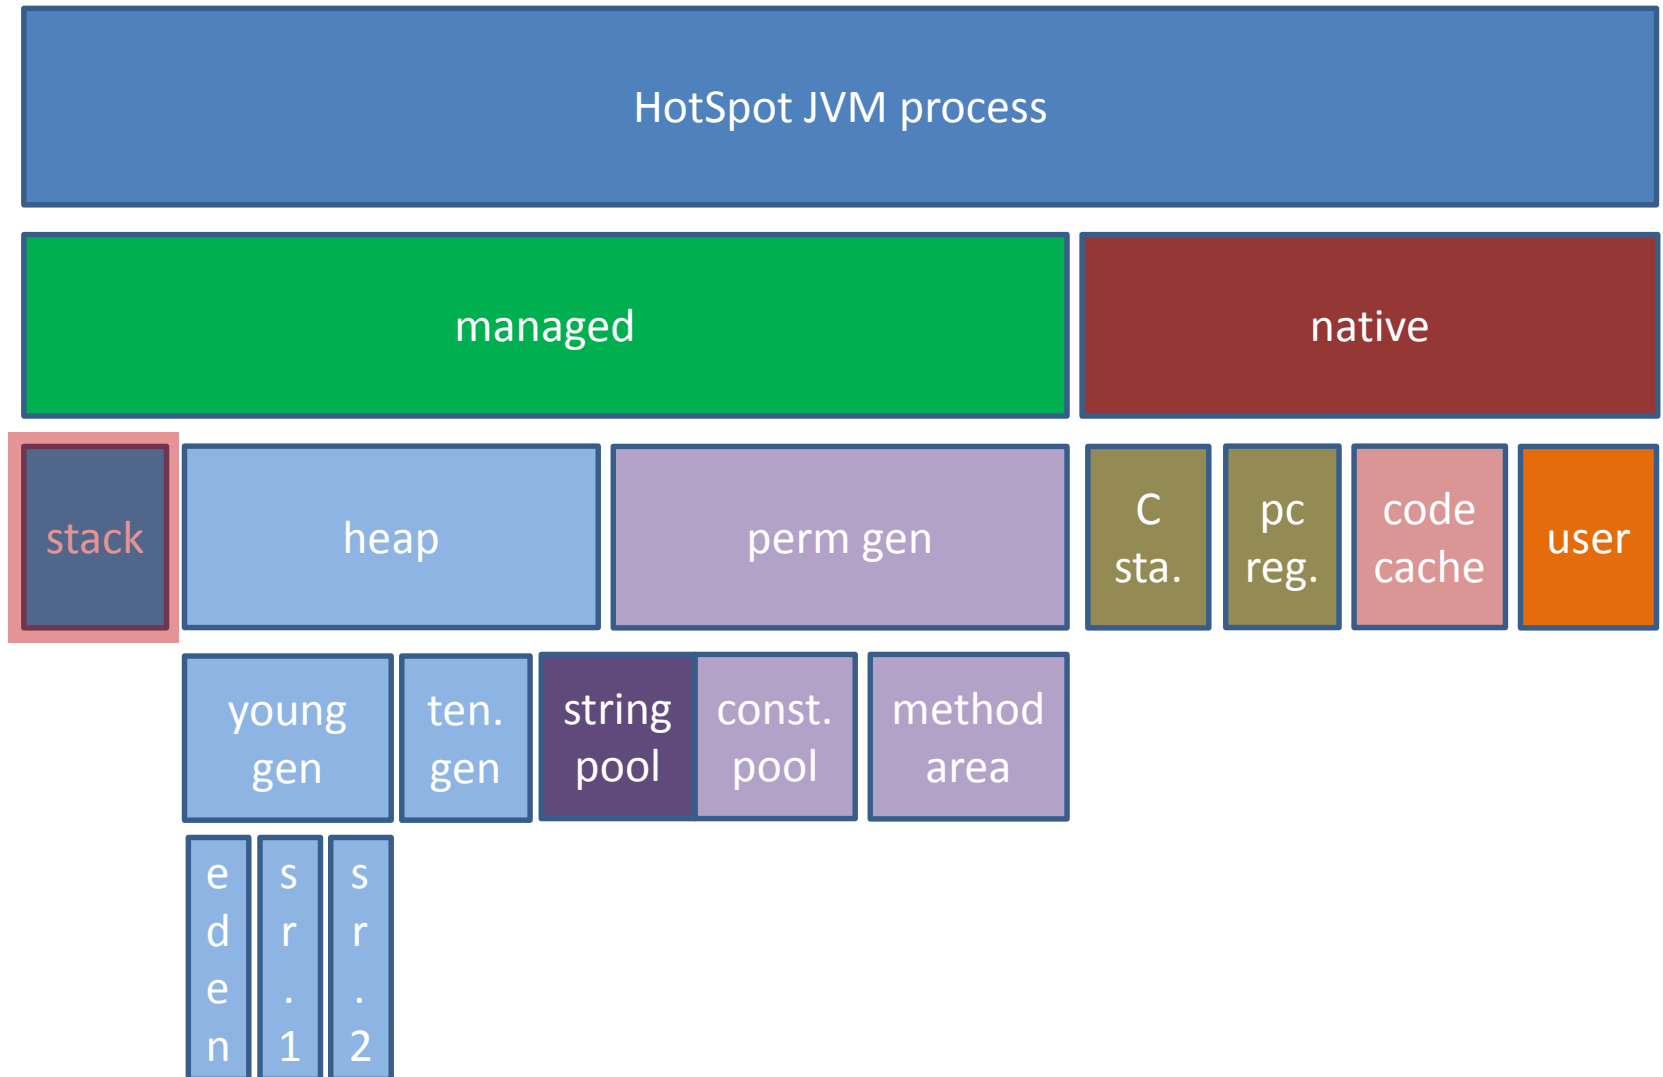 HotSpot JVM process
managed
native
stack
heap
perm gen
C
sta.
pc
reg.
code
cache
user
young
gen
ten.
gen
string
pool
const.
pool
method
area
e
d
e
n
s
r
.
1
s
r
.
2